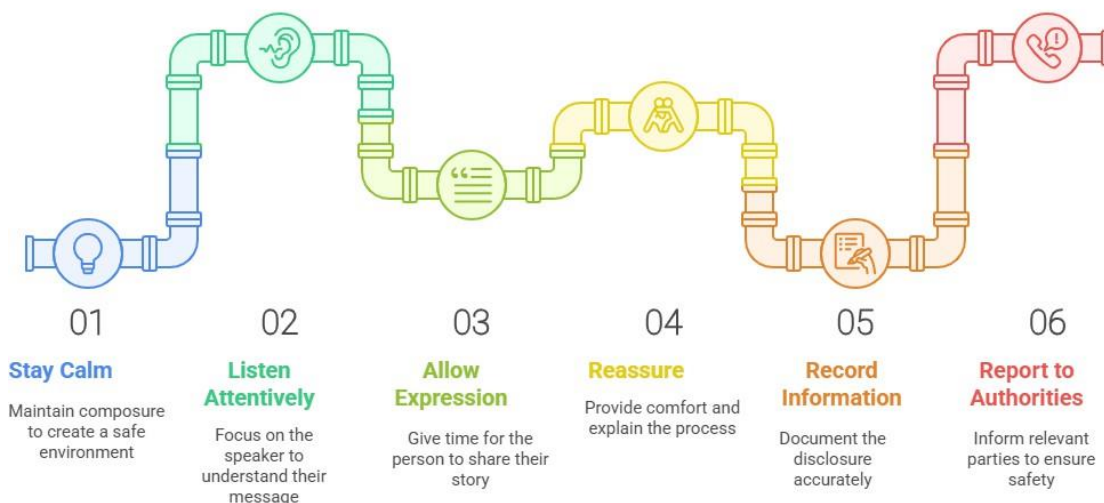 01
Stay Calm
Maintain composure
to create a safe
environment
02
Listen
Attentively
Focus on the
speaker to
understand their
message
03
Allow
Expression
Give time for the
person to share their
story
04
Reassure
Provide comfort and
explain the process
05
Record
Information
Document the
disclosure
accurately
06
Report to
Authorities
Inform relevant
parties to ensure
safety